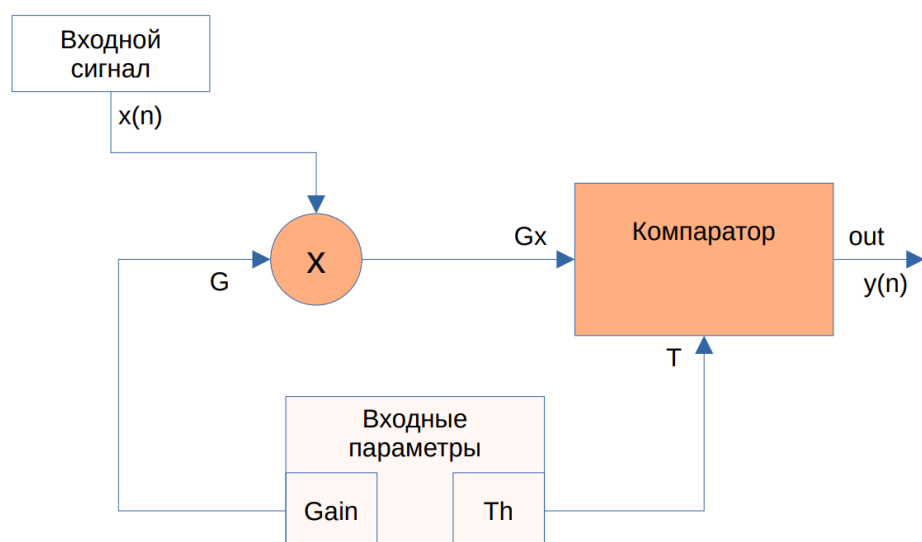 Входной
сигнал
x(n)
G
X
Gx
Компаратор
out
y(n)
T
Входные
параметры
Gain
Th